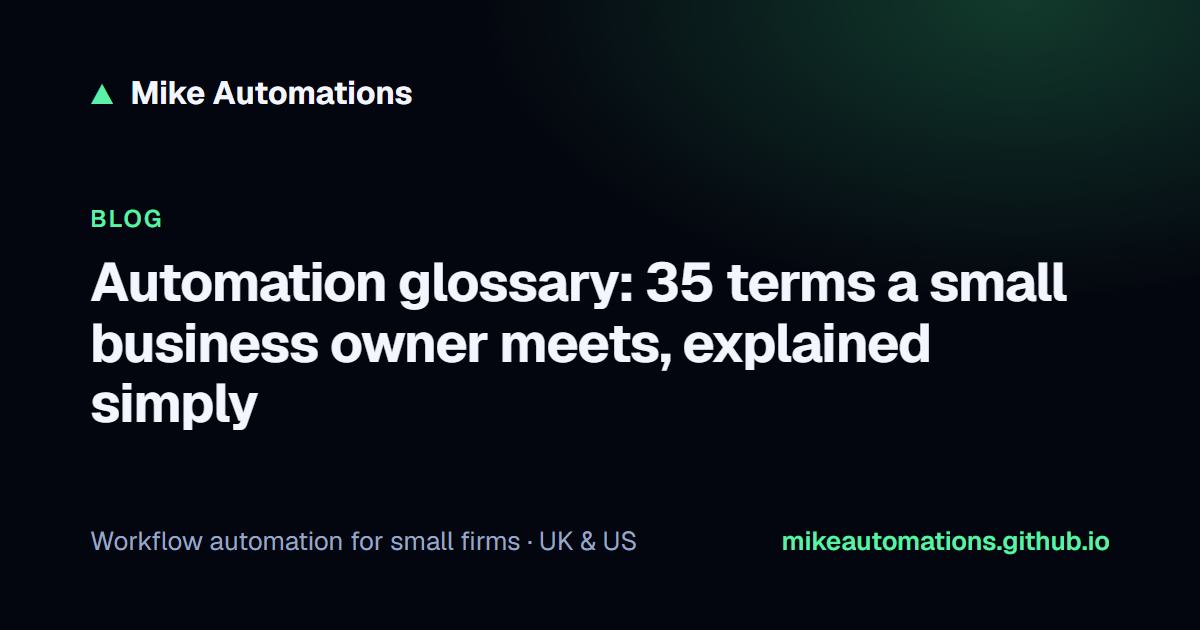 Mike Automations
BLOG
Automation glossary: 35 terms a small
business owner meets, explained
simply
Workflow automation for small firms · UK & US
mikeautomations.github.io